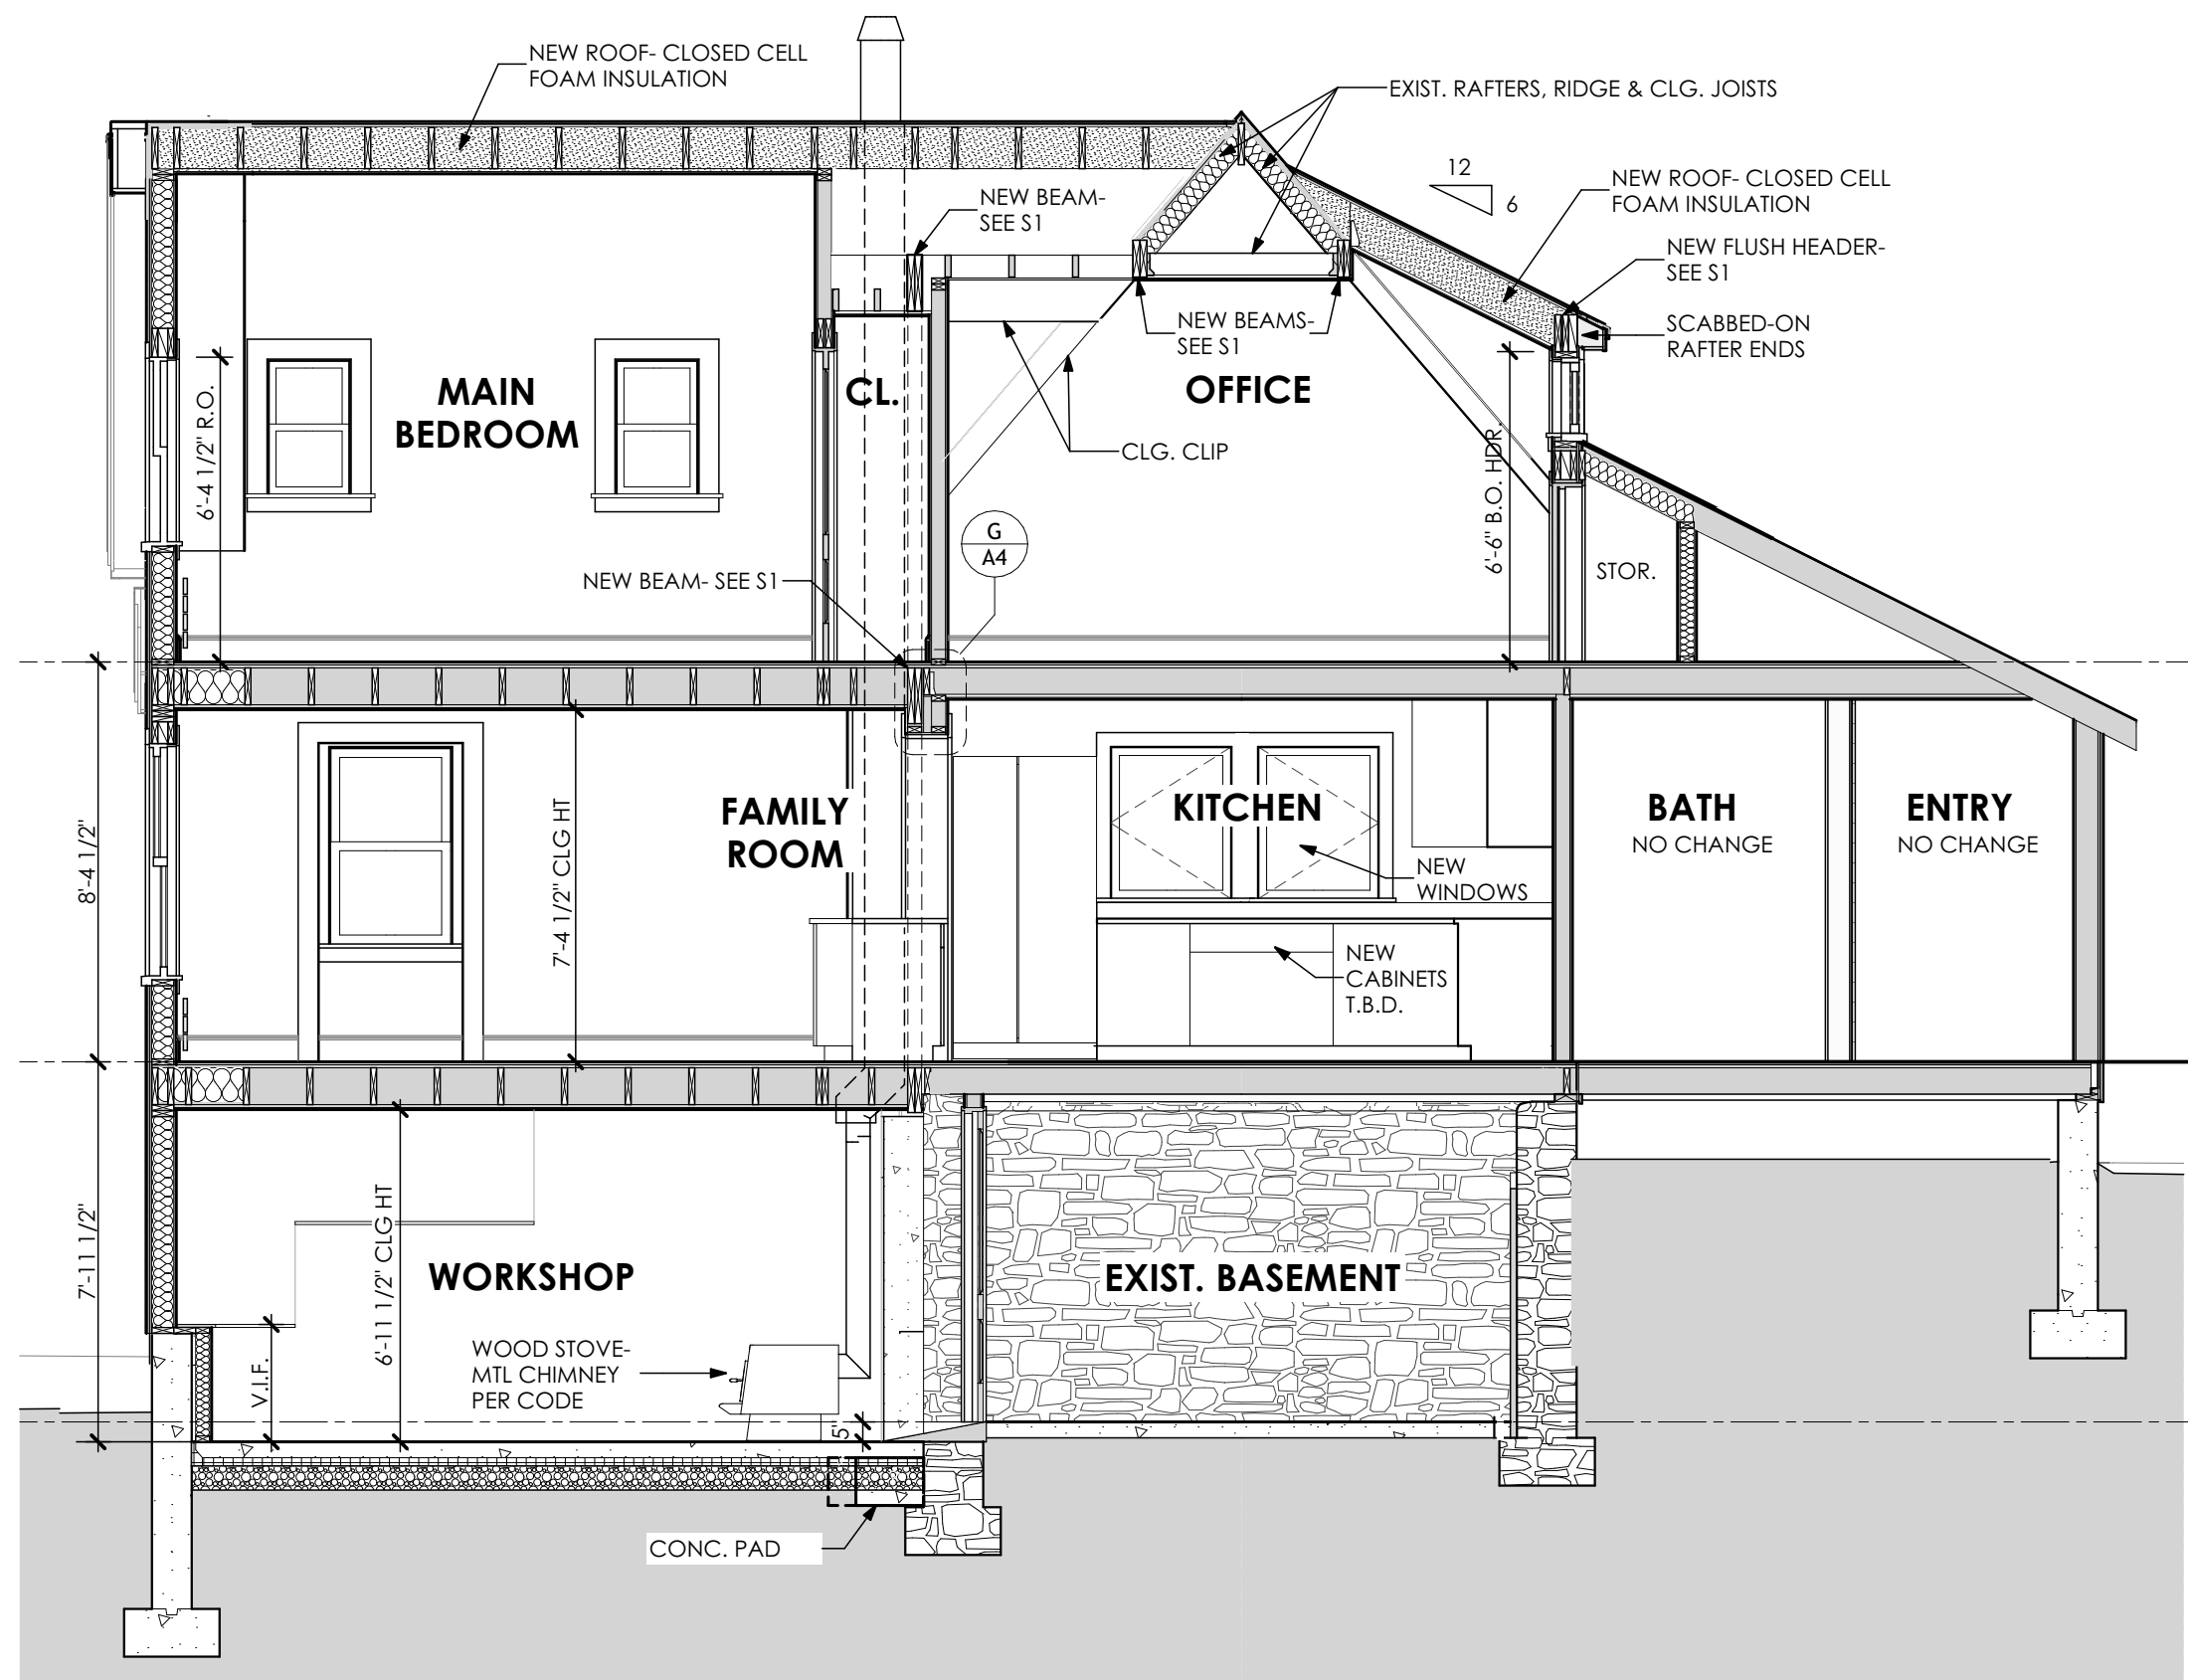 NEW ROOF- CLOSED CELL
FOAM INSULATION
EXIST. RAFTERS, RIDGE & CLG. JOISTS
12
6
NEW ROOF- CLOSED CELL
FOAM INSULATION
NEW BEAM-
SEE S1
NEW FLUSH HEADER-
SEE S1
NEW BEAMS-
SEE S1
SCABBED-ON
RAFTER ENDS
MAIN
BEDROOM
CL.
OFFICE
6'-4 1/2" R.O.
CLG. CLIP
6'-6" B.O. HDR.
G
A4
NEW BEAM- SEE S1
STOR.
8'-4 1/2"
7'-4 1/2" CLG HT
FAMILY
ROOM
KITCHEN
NEW
WINDOWS
BATH
NO CHANGE
ENTRY
NO CHANGE
NEW
CABINETS
T.B.D.
7'-11 1/2"
6'-11 1/2" CLG HT
WORKSHOP
EXIST. BASEMENT
V.I.F.
WOOD STOVE-
MTL CHIMNEY
PER CODE
5"
CONC. PAD